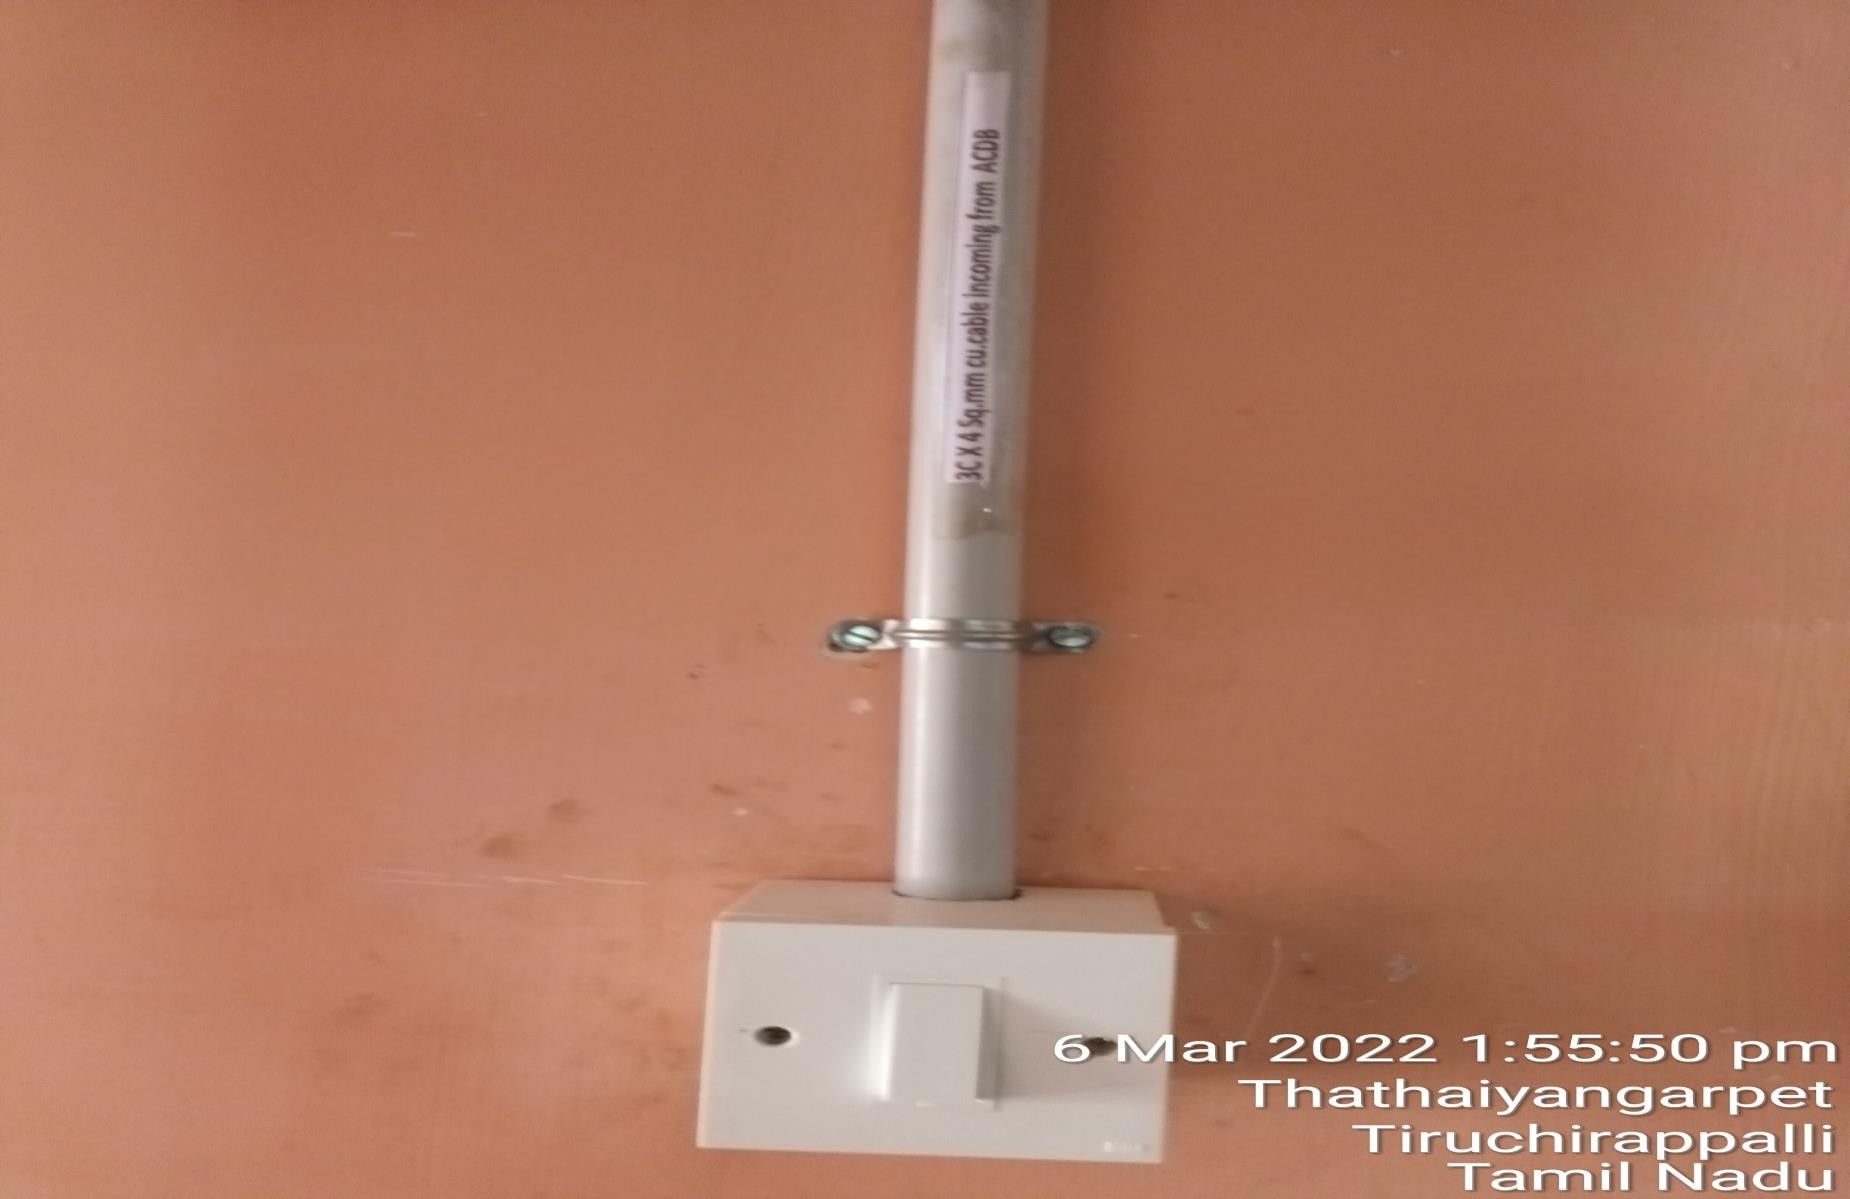 3C X 4 Sq.mm cu.cable incoming from ACDB
6 Mar 2022 1:55:50 pm
Thathaiyangarpet
Tiruchirappalli
Tamil Nadu